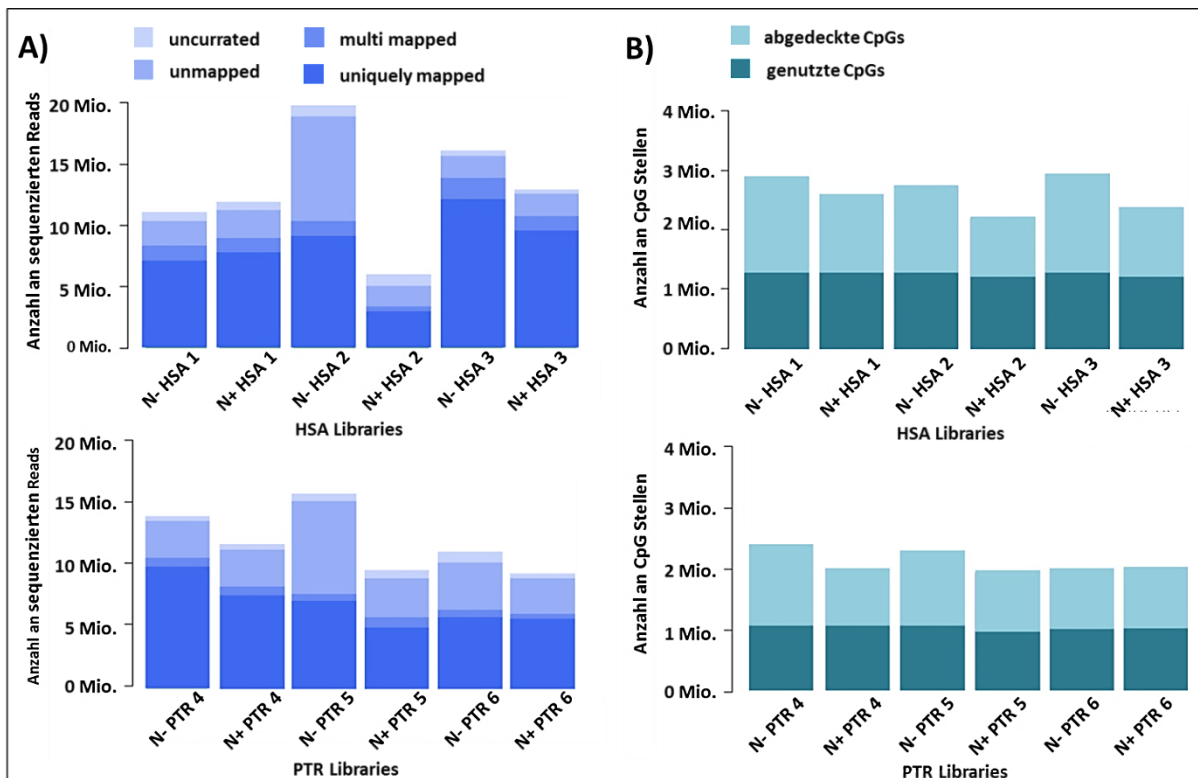 A)
uncurrated
multi mapped
unmapped
uniquely mapped
Anzahl an sequenzierten Reads
20 Mio.
15 Mio.
10 Mio.
5 Mio.
0 Mio.
N- HSA 1
N+ HSA 1
N- HSA 2
N+ HSA 2
N- HSA 3
N+ HSA 3
HSA Libraries
Anzahl an sequenzierten Reads
20 Mio.
15 Mio.
10 Mio.
5 Mio.
0 Mio.
N- PTR 4
N+ PTR 4
N- PTR 5
N+ PTR 5
N- PTR 6
N+ PTR 6
PTR Libraries
B)
abgedeckte CpGs
genutzte CpGs
Anzahl an CpG Stellen
4 Mio.
3 Mio.
2 Mio.
1 Mio.
0 Mio.
N- HSA 1
N+ HSA 1
N- HSA 2
N+ HSA 2
N- HSA 3
N+ HSA 3
HSA Libraries
Anzahl an CpG Stellen
4 Mio.
3 Mio.
2 Mio.
1 Mio.
0 Mio.
N- PTR 4
N+ PTR 4
N- PTR 5
N+ PTR 5
N- PTR 6
N+ PTR 6
PTR Libraries